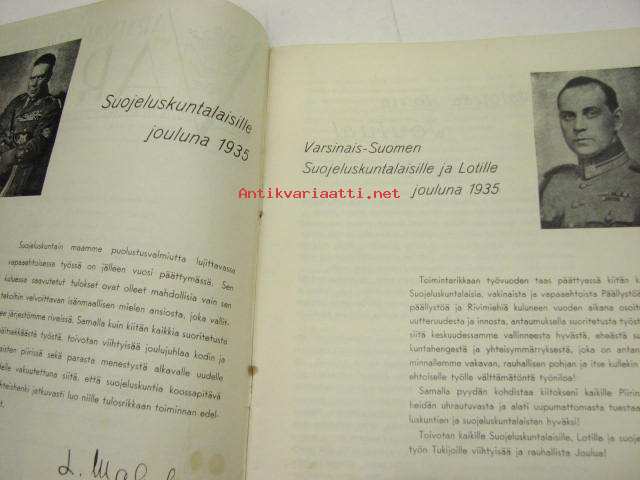 Suojeluskuntalaisille
jouluna 1935
Suojeluskuntain maamme puolustusvalmiutta lujittavassa
vapaaehtoisessa työssä on jälleen vuosi päättymässä. Sen
kuluessa saavutetut tulokset ovat olleet mahdollisia vain sen
velvoittavan isänmaallisen mielen ansiosta, joka vallit-
järjestömme riveissä. Samalla kuin kiitän kaikkia suoritetusta
työstä, toivotan viihtyisää joulujuhlaa kodin ja
piirissä sekä parasta menestystä alkavalle uudelle
vakuutettuna siitä, että suojeluskuntia koossapitävä
jatkuvasti luo niille tulosrikkaan toiminnan edel-
Varsinais-Suomen
Suojeluskuntalaisille ja Lotille
jouluna 1935
Antikvariaatti.net
Toimintarikkaan työvuoden taas päättyessä kiitän k
Suojeluskuntalaisia, vakinaista ja vapaaehtoista Päällystö
päällystöä ja Rivimiehiä kuluneen vuoden aikana osoit
uutteruudesta ja innosta, antaumuksella suoritetusta työst
siitä keskuudessamme vallinneesta hyvästä, eheästä su
kuntahengestä ja yhteisymmärryksestä, joka on antan
minnallemme vakavan, rauhallisen pohjan ja itse kullekin
ehtoiselle työlle välttämätöntä työniloa!
Samalla pyydän kohdistaa kiitokseni kaikille Piirin
heidän uhrautuvasta ja alati uupumattomasta tuesta
luskuntien ja suojeluskuntalaisten hyväksi!
Toivotan kaikille Suojeluskuntalaisille, Lotille ja suoje
työn Tukijoille viihtyisää ja rauhallista Joulua!